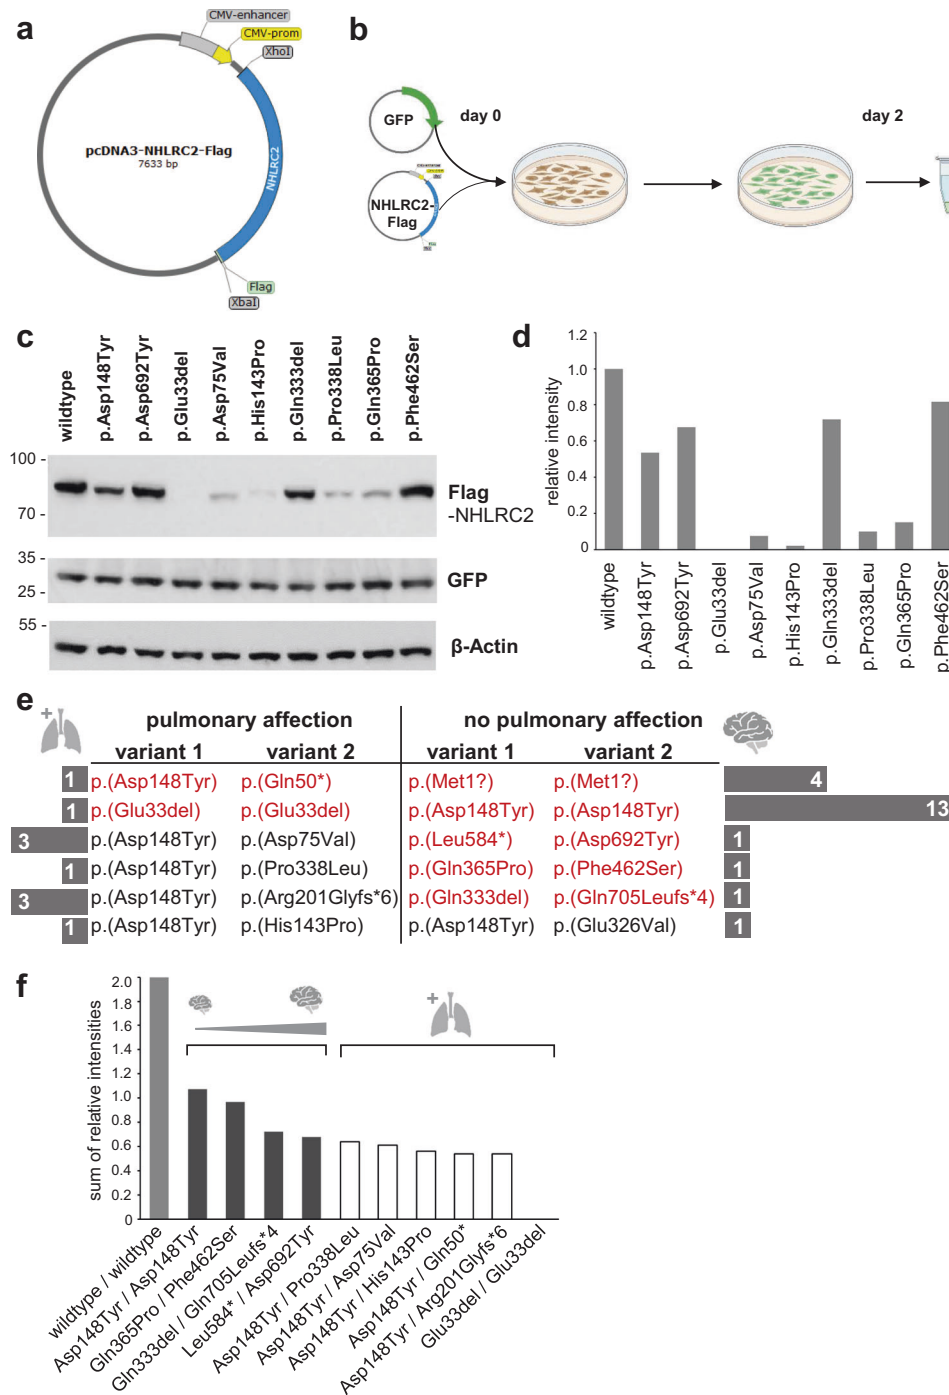 a
CMV-enhancer
CMV-prom
XhoI
pcDNA3-NHLRC2-Flag
7633 bp
NHLRC2
Flag
XbaI
b
GFP
day 0
day 2
NHLRC2-
Flag
c
wildtype
p.Asp148Tyr
p.Asp692Tyr
p.Glu33del
p.Asp75Val
p.His143Pro
p.Gln333del
p.Pro338Leu
p.Gln365Pro
p.Phe462Ser
100 -
70 -
Flag
-NHLRC2
35 -
25 -
GFP
55 -
β-Actin
d
relative intensity
1.2
1.0
0.8
0.6
0.4
0.2
0
wildtype
p.Asp148Tyr
p.Asp692Tyr
p.Glu33del
p.Asp75Val
p.His143Pro
p.Gln333del
p.Pro338Leu
p.Gln365Pro
p.Phe462Ser
e
+
pulmonary affection no pulmonary affection
variant 1 variant 2 variant 1 variant 2
1 p.(Asp148Tyr) p.(Gln50*) p.(Met1?) p.(Met1?) 4
1 p.(Glu33del) p.(Glu33del) p.(Asp148Tyr) p.(Asp148Tyr) 13
3 p.(Asp148Tyr) p.(Asp75Val) p.(Leu584*) p.(Asp692Tyr) 1
1 p.(Asp148Tyr) p.(Pro338Leu) p.(Gln365Pro) p.(Phe462Ser) 1
3 p.(Asp148Tyr) p.(Arg201Glyfs*6) p.(Gln333del) p.(Gln705Leufs*4) 1
1 p.(Asp148Tyr) p.(His143Pro) p.(Asp148Tyr) p.(Glu326Val) 1
f
sum of relative intensities
2.0
1.8
1.6
1.4
1.2
1.0
0.8
0.6
0.4
0.2
0
+
wildtype / wildtype
Asp148Tyr / Asp148Tyr
Gln365Pro / Phe462Ser
Gln333del / Gln705Leufs*4
Leu584* / Asp692Tyr
Asp148Tyr / Pro338Leu
Asp148Tyr / Asp75Val
Asp148Tyr / His143Pro
Asp148Tyr / Gln50*
Asp148Tyr / Arg201Glyfs*6
Glu33del / Glu33del